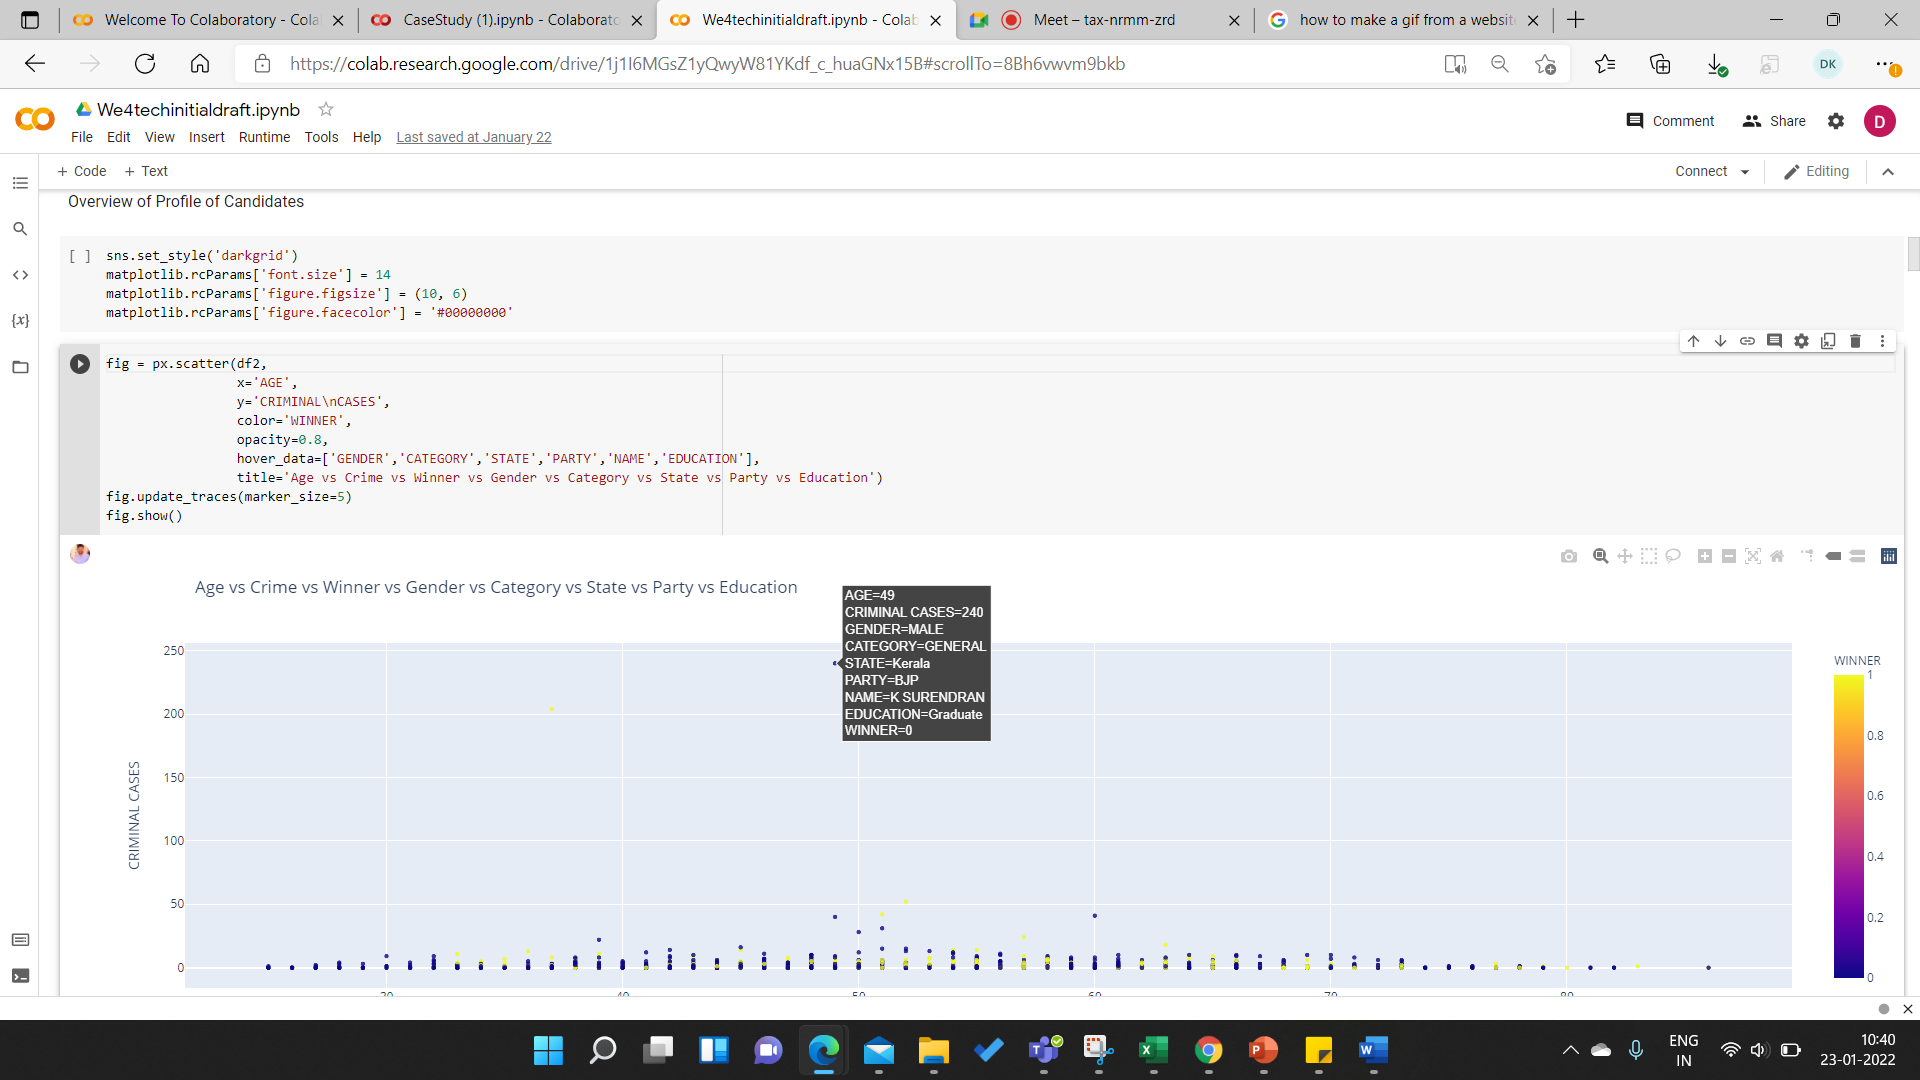 Welcome To Colaboratory - Cola
CaseStudy (1).ipynb - Colaborato
We4techinitialdraft.ipynb - Colab
Meet – tax-nrmm-zrd
how to make a gif from a websit
https://colab.research.google.com/drive/1j1I6MGsZ1yQwyW81YKdf_c_huaGNx15B#scrollTo=8Bh6vwvm9bkb
DK
We4techinitialdraft.ipynb
File Edit View Insert Runtime Tools Help Last saved at January 22
Comment Share D
+ Code + Text
Connect Editing
Overview of Profile of Candidates
[ ] sns.set_style('darkgrid')
matplotlib.rcParams['font.size'] = 14
matplotlib.rcParams['figure.figsize'] = (10, 6)
matplotlib.rcParams['figure.facecolor'] = '#00000000'
fig = px.scatter(df2,
x='AGE',
y='CRIMINAL\nCASES',
color='WINNER',
opacity=0.8,
hover_data=['GENDER','CATEGORY','STATE','PARTY','NAME','EDUCATION'],
title='Age vs Crime vs Winner vs Gender vs Category vs State vs Party vs Education')
fig.update_traces(marker_size=5)
fig.show()
Age vs Crime vs Winner vs Gender vs Category vs State vs Party vs Education
AGE=49
CRIMINAL CASES=240
GENDER=MALE
CATEGORY=GENERAL
STATE=Kerala
PARTY=BJP
NAME=K SURENDRAN
EDUCATION=Graduate
WINNER=0
CRIMINAL CASES
250
200
150
100
50
0
30 40 50 60 70 80
WINNER
1
0.8
0.6
0.4
0.2
0
ENG
IN
10:40
23-01-2022